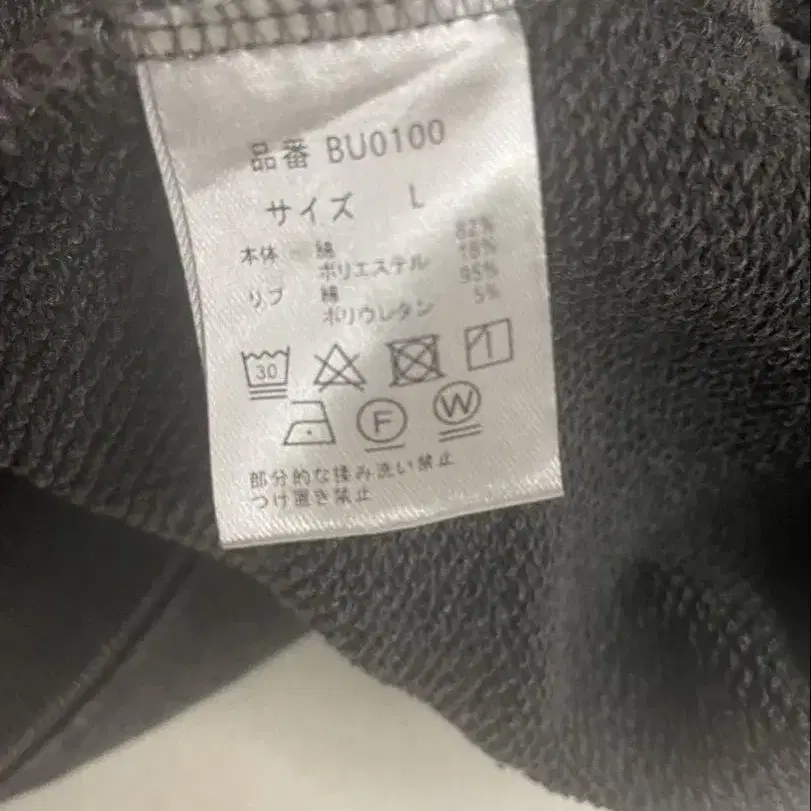 品番 BU0100
サイズ L
本体 綿 82%
ポリエステル 18%
リブ 綿 95%
ポリウレタン 5%
30
1
F
W
部分的な揉み洗い禁止
つけ置き禁止